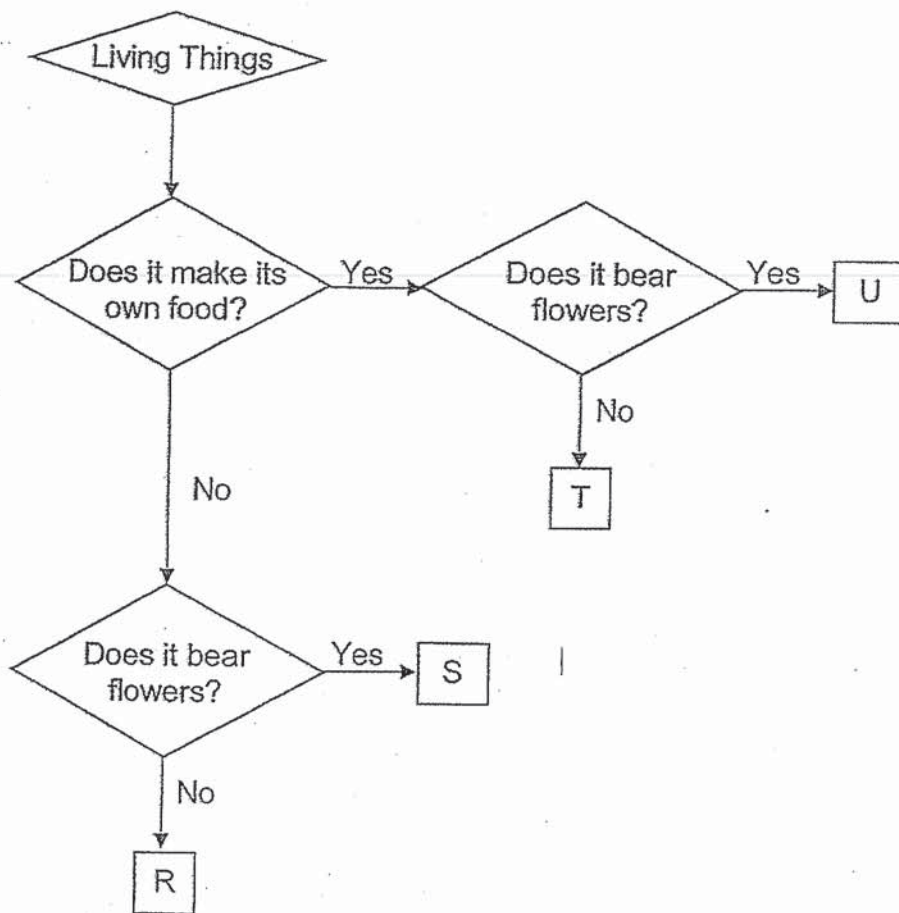 Living Things
Does it make its
own food?
Yes
Does it bear
flowers?
Yes
U
No
T
No
Does it bear
flowers?
Yes
S
No
R